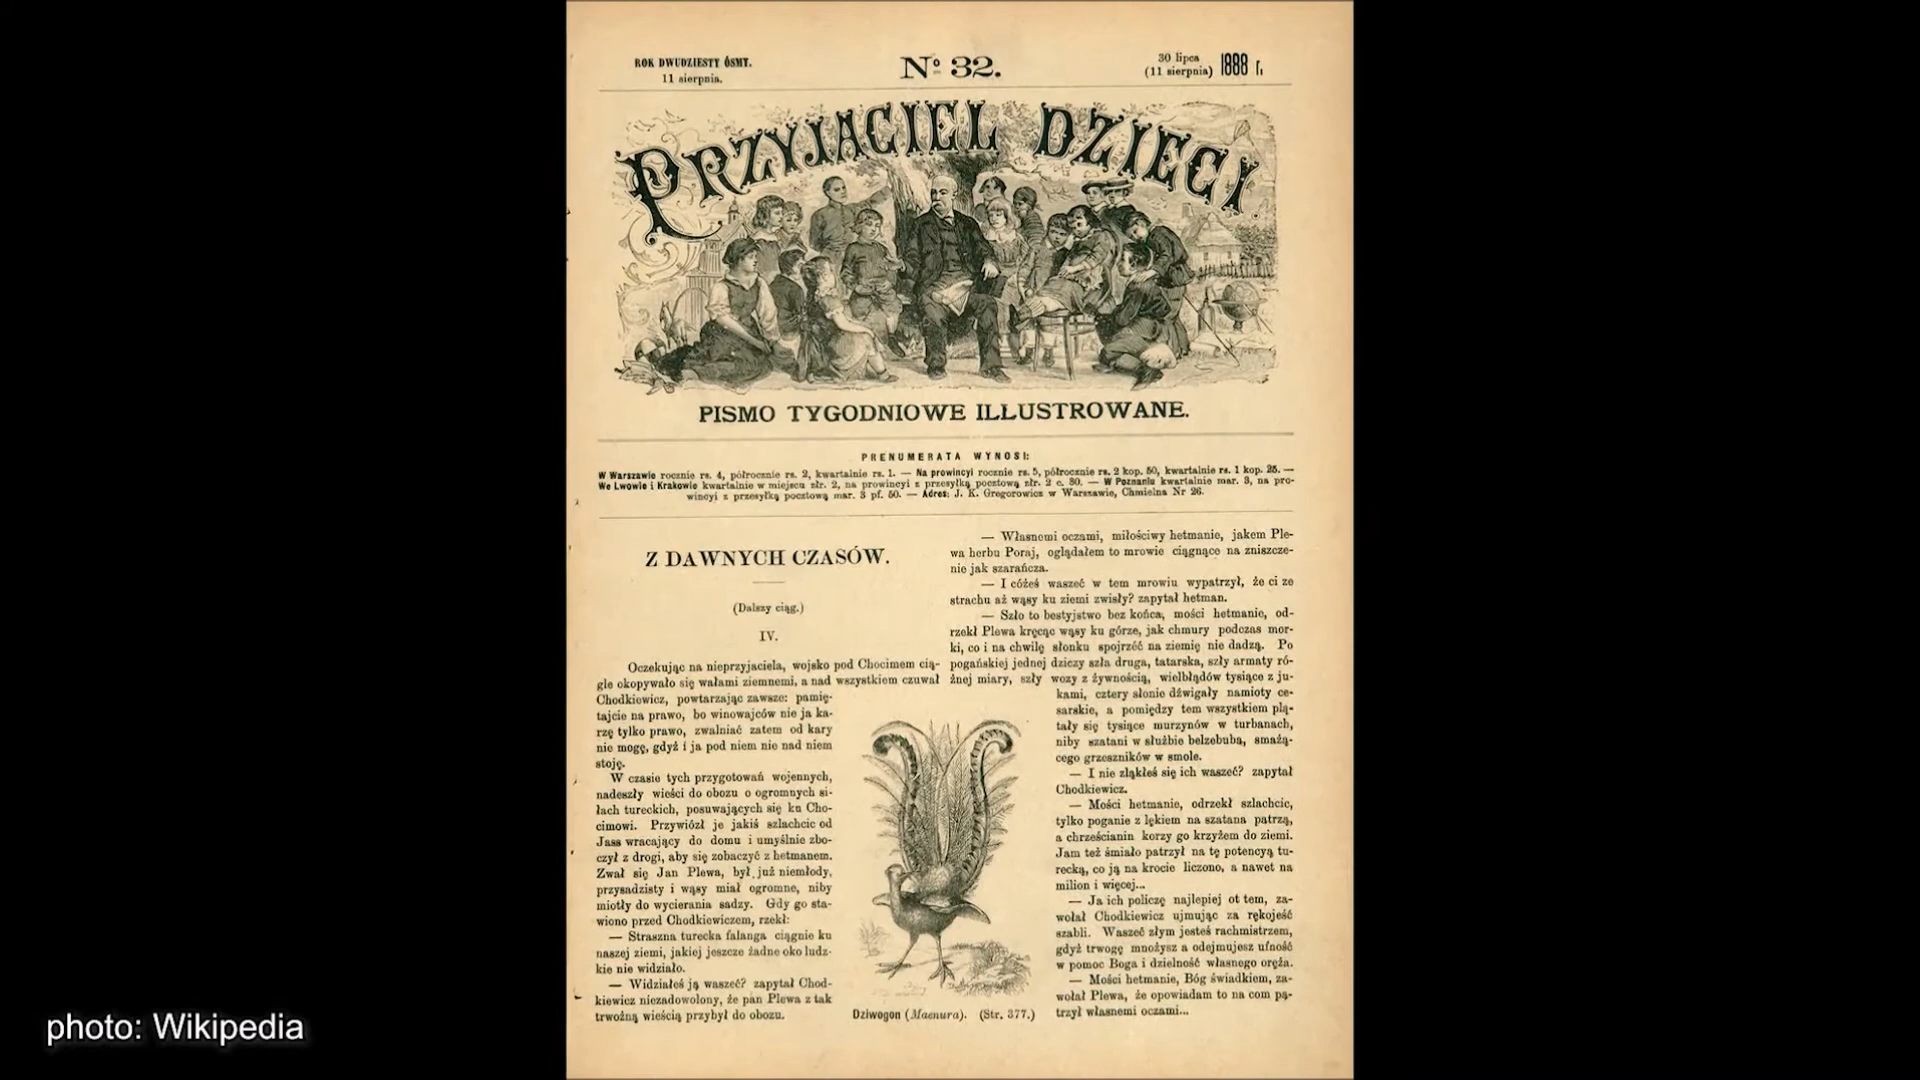 ROK DWUDZIESTY ÓSMY.
11 sierpnia.
No 32.
30 lipca
(11 sierpnia) 1888 r.
PRZYJACIEL DZIECI
PISMO TYGODNIOWE ILLUSTROWANE.
PRENUMERATA WYNOSI:
W Warszawie rocznie rs. 4, półrocznie rs. 2, kwartalnie rs. 1. — Na prowincyi rocznie rs. 5, półrocznie rs. 2 kop. 50, kwartalnie rs. 1 kop. 25. —
We Lwowie i Krakowie kwartalnie w miejscu złr. 2, na prowincyi z przesyłką pocztową złr. 2 c. 30. — W Poznaniu kwartalnie mar. 3, na pro-
wincyi z przesyłką pocztową mar. 3 pf. 50. — Adres: J. K. Gregorowicz w Warszawie, Chmielna Nr 26.
Z DAWNYCH CZASÓW.
(Dalszy ciąg.)
IV.
Oczekując na nieprzyjaciela, wojsko pod Chocimem cią-
gle okopywało się wałami ziemnemi, a nad wszystkiem czuwał
Chodkiewicz, powtarzając zawsze: pamię-
tajcie na prawo, bo winowajców nie ja ka-
rzę tylko prawo, zwalniać zatem od kary
nie mogę, gdyż i ja pod niem nie nad niem
stoję.
W czasie tych przygotowań wojennych,
nadeszły wieści do obozu o ogromnych si-
łach tureckich, posuwających się ku Cho-
cimowi. Przywiózł je jakiś szlachcic od
Jass wracający do domu i umyślnie zbo-
czył z drogi, aby się zobaczyć z hetmanem.
Zwał się Jan Plewa, był już niemłody,
przysadzisty i wąsy miał ogromne, niby
miotły do wycierania sadzy. Gdy go sta-
wiono przed Chodkiewiczem, rzekł:
— Straszna turecka falanga ciągnie ku
naszej ziemi, jakiej jeszcze żadne oko ludz-
kie nie widziało.
— Widziałeś ją waszeć? zapytał Chod-
kiewicz niezadowolony, że pan Plewa z tak
trwożną wieścią przybył do obozu.
Dziwogon (Maenura). (Str. 377.)
— Własnemi oczami, miłościwy hetmanie, jakem Ple-
wa herbu Poraj, oglądałem to mrowie ciągnące na zniszcze-
nie jak szarańcza.
— I cóżeś waszeć w tem mrowiu wypatrzył, że ci ze
strachu aż wąsy ku ziemi zwisły? zapytał hetman.
— Szło to bestyjstwo bez końca, mości hetmanie, od-
rzekł Plewa kręcąc wąsy ku górze, jak chmury podczas mor-
ki, co i na chwilę słonku spojrzéć na ziemię nie dadzą. Po
pogańskiej jednej dziczy szła druga, tatarska, szły armaty ró-
żnej miary, szły wozy z żywnością, wielbłądów tysiące z ju-
kami, cztery słonie dźwigały namioty ce-
sarskie, a pomiędzy tem wszystkiem plą-
tały się tysiące murzynów w turbanach,
niby szatani w służbie belzebuba, smażą-
cego grzeszników w smole.
— I nie zląkłeś się ich waszeć? zapytał
Chodkiewicz.
— Mości hetmanie, odrzekł szlachcic,
tylko poganie z lękiem na szatana patrzą,
a chrześcianin korzy go krzyżem do ziemi.
Jam też śmiało patrzył na tę potencyą tu-
recką, co ją na krocie liczono, a nawet na
milion i więcej...
— Ja ich policzę najlepiej ot tem, za-
wołał Chodkiewicz ujmując za rękojeść
szabli. Waszeć złym jesteś rachmistrzem,
gdyż trwogę mnożysz a odejmujesz ufność
w pomoc Boga i dzielność własnego oręża.
— Mości hetmanie, Bóg świadkiem, za-
wołał Plewa, że opowiadam to na com pa-
trzył własnemi oczami...
photo: Wikipedia